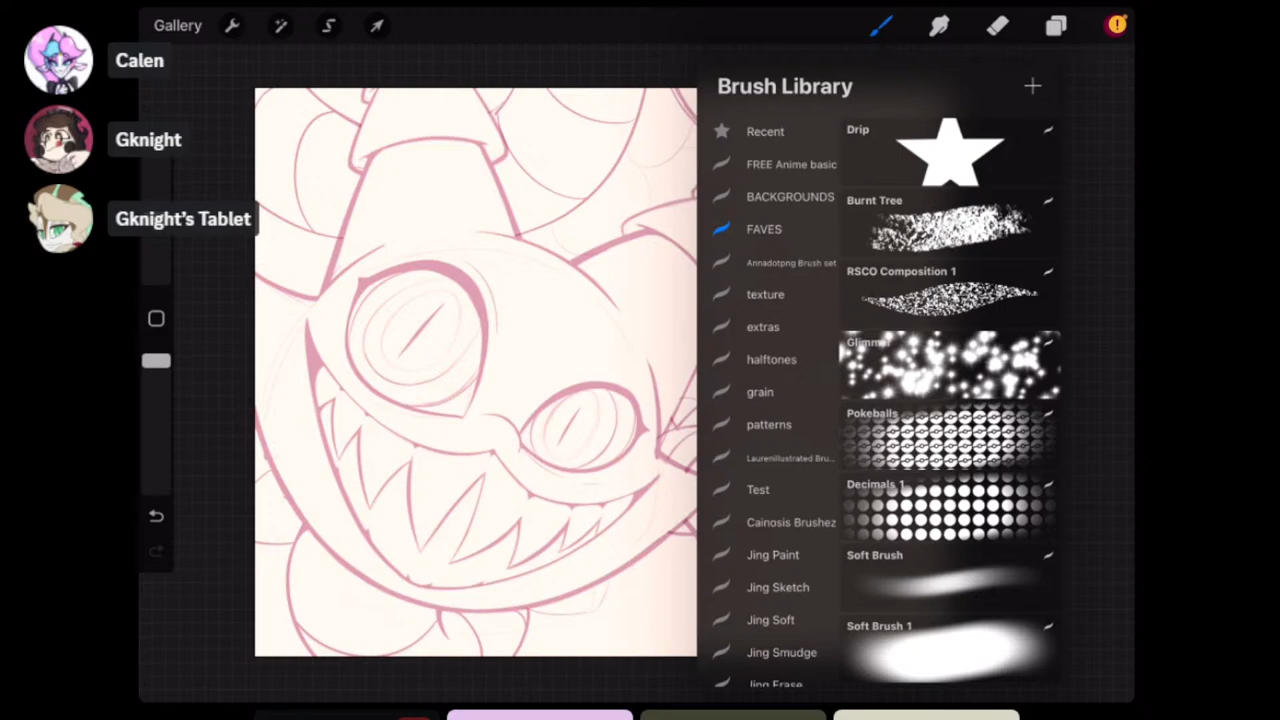 Gallery
Calen
Gknight
Gknight's Tablet
Brush Library
Recent
FREE Anime basic
BACKGROUNDS
FAVES
Annadotpng Brush set
texture
extras
halftones
grain
patterns
Laurenillustrated Bru...
Test
Cainosis Brushez
Jing Paint
Jing Sketch
Jing Soft
Jing Smudge
Jing Erase
Drip
Burnt Tree
RSCO Composition 1
Glimmer
Pokeballs
Decimals 1
Soft Brush
Soft Brush 1